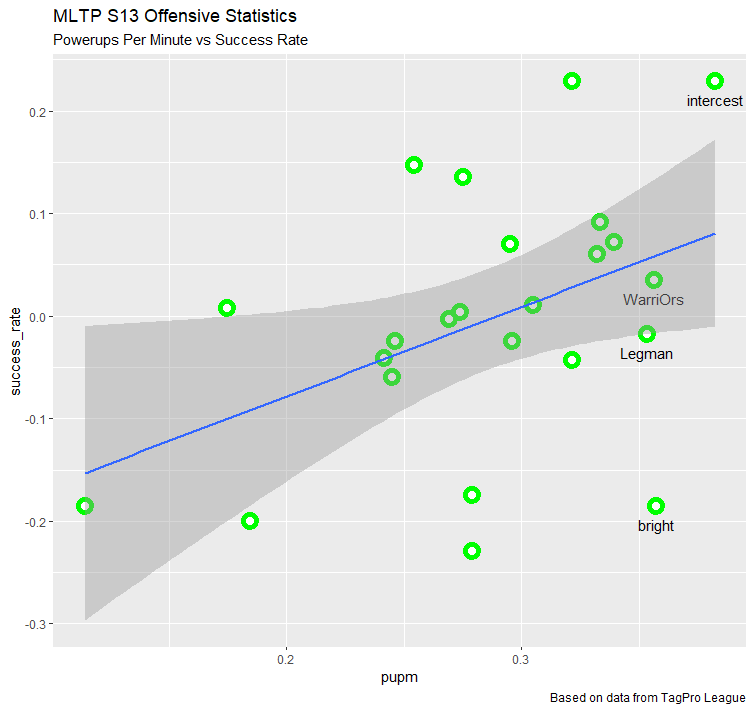 MLTP S13 Offensive Statistics
Powerups Per Minute vs Success Rate
intercest
0.2
0.1
WarriOrs
0.0
Legman
success_rate
-0.1
-0.2
bright
-0.3
0.2 0.3
pupm
Based on data from TagPro League